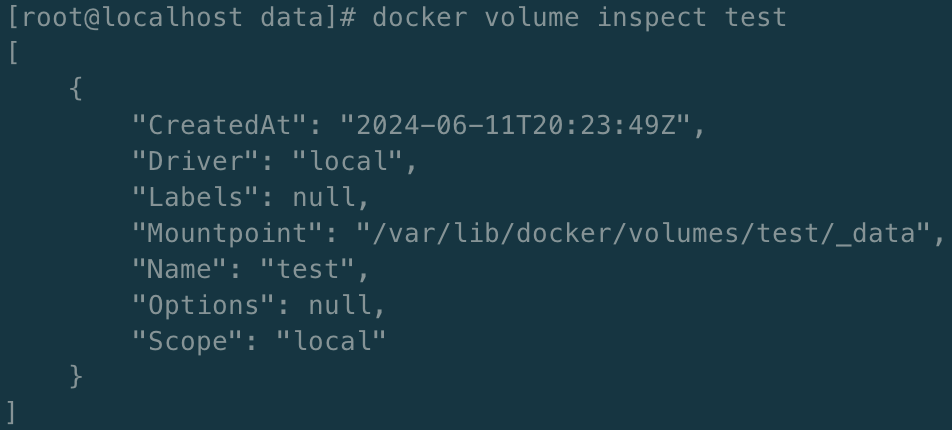 [root@localhost data]# docker volume inspect test
[
    {
        "CreatedAt": "2024-06-11T20:23:49Z",
        "Driver": "local",
        "Labels": null,
        "Mountpoint": "/var/lib/docker/volumes/test/_data",
        "Name": "test",
        "Options": null,
        "Scope": "local"
    }
]